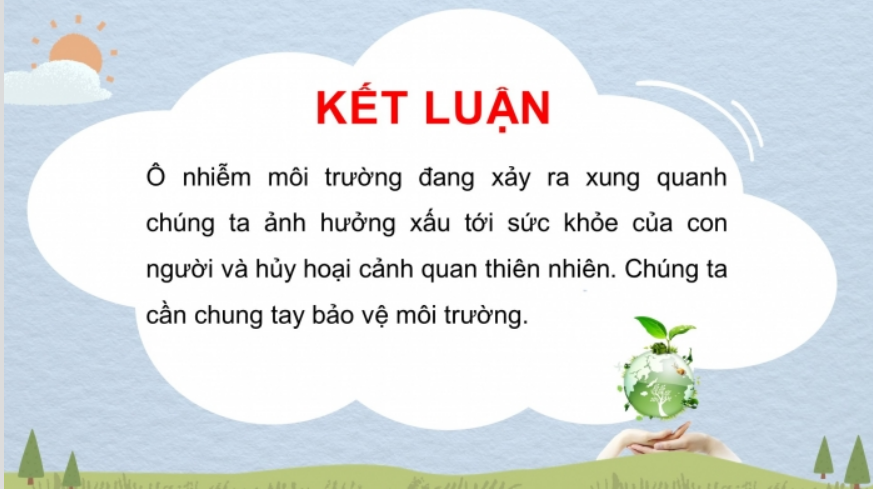 KẾT LUẬN
Ô nhiễm môi trường đang xảy ra xung quanh
chúng ta ảnh hưởng xấu tới sức khỏe của con
người và hủy hoại cảnh quan thiên nhiên. Chúng ta
cần chung tay bảo vệ môi trường.